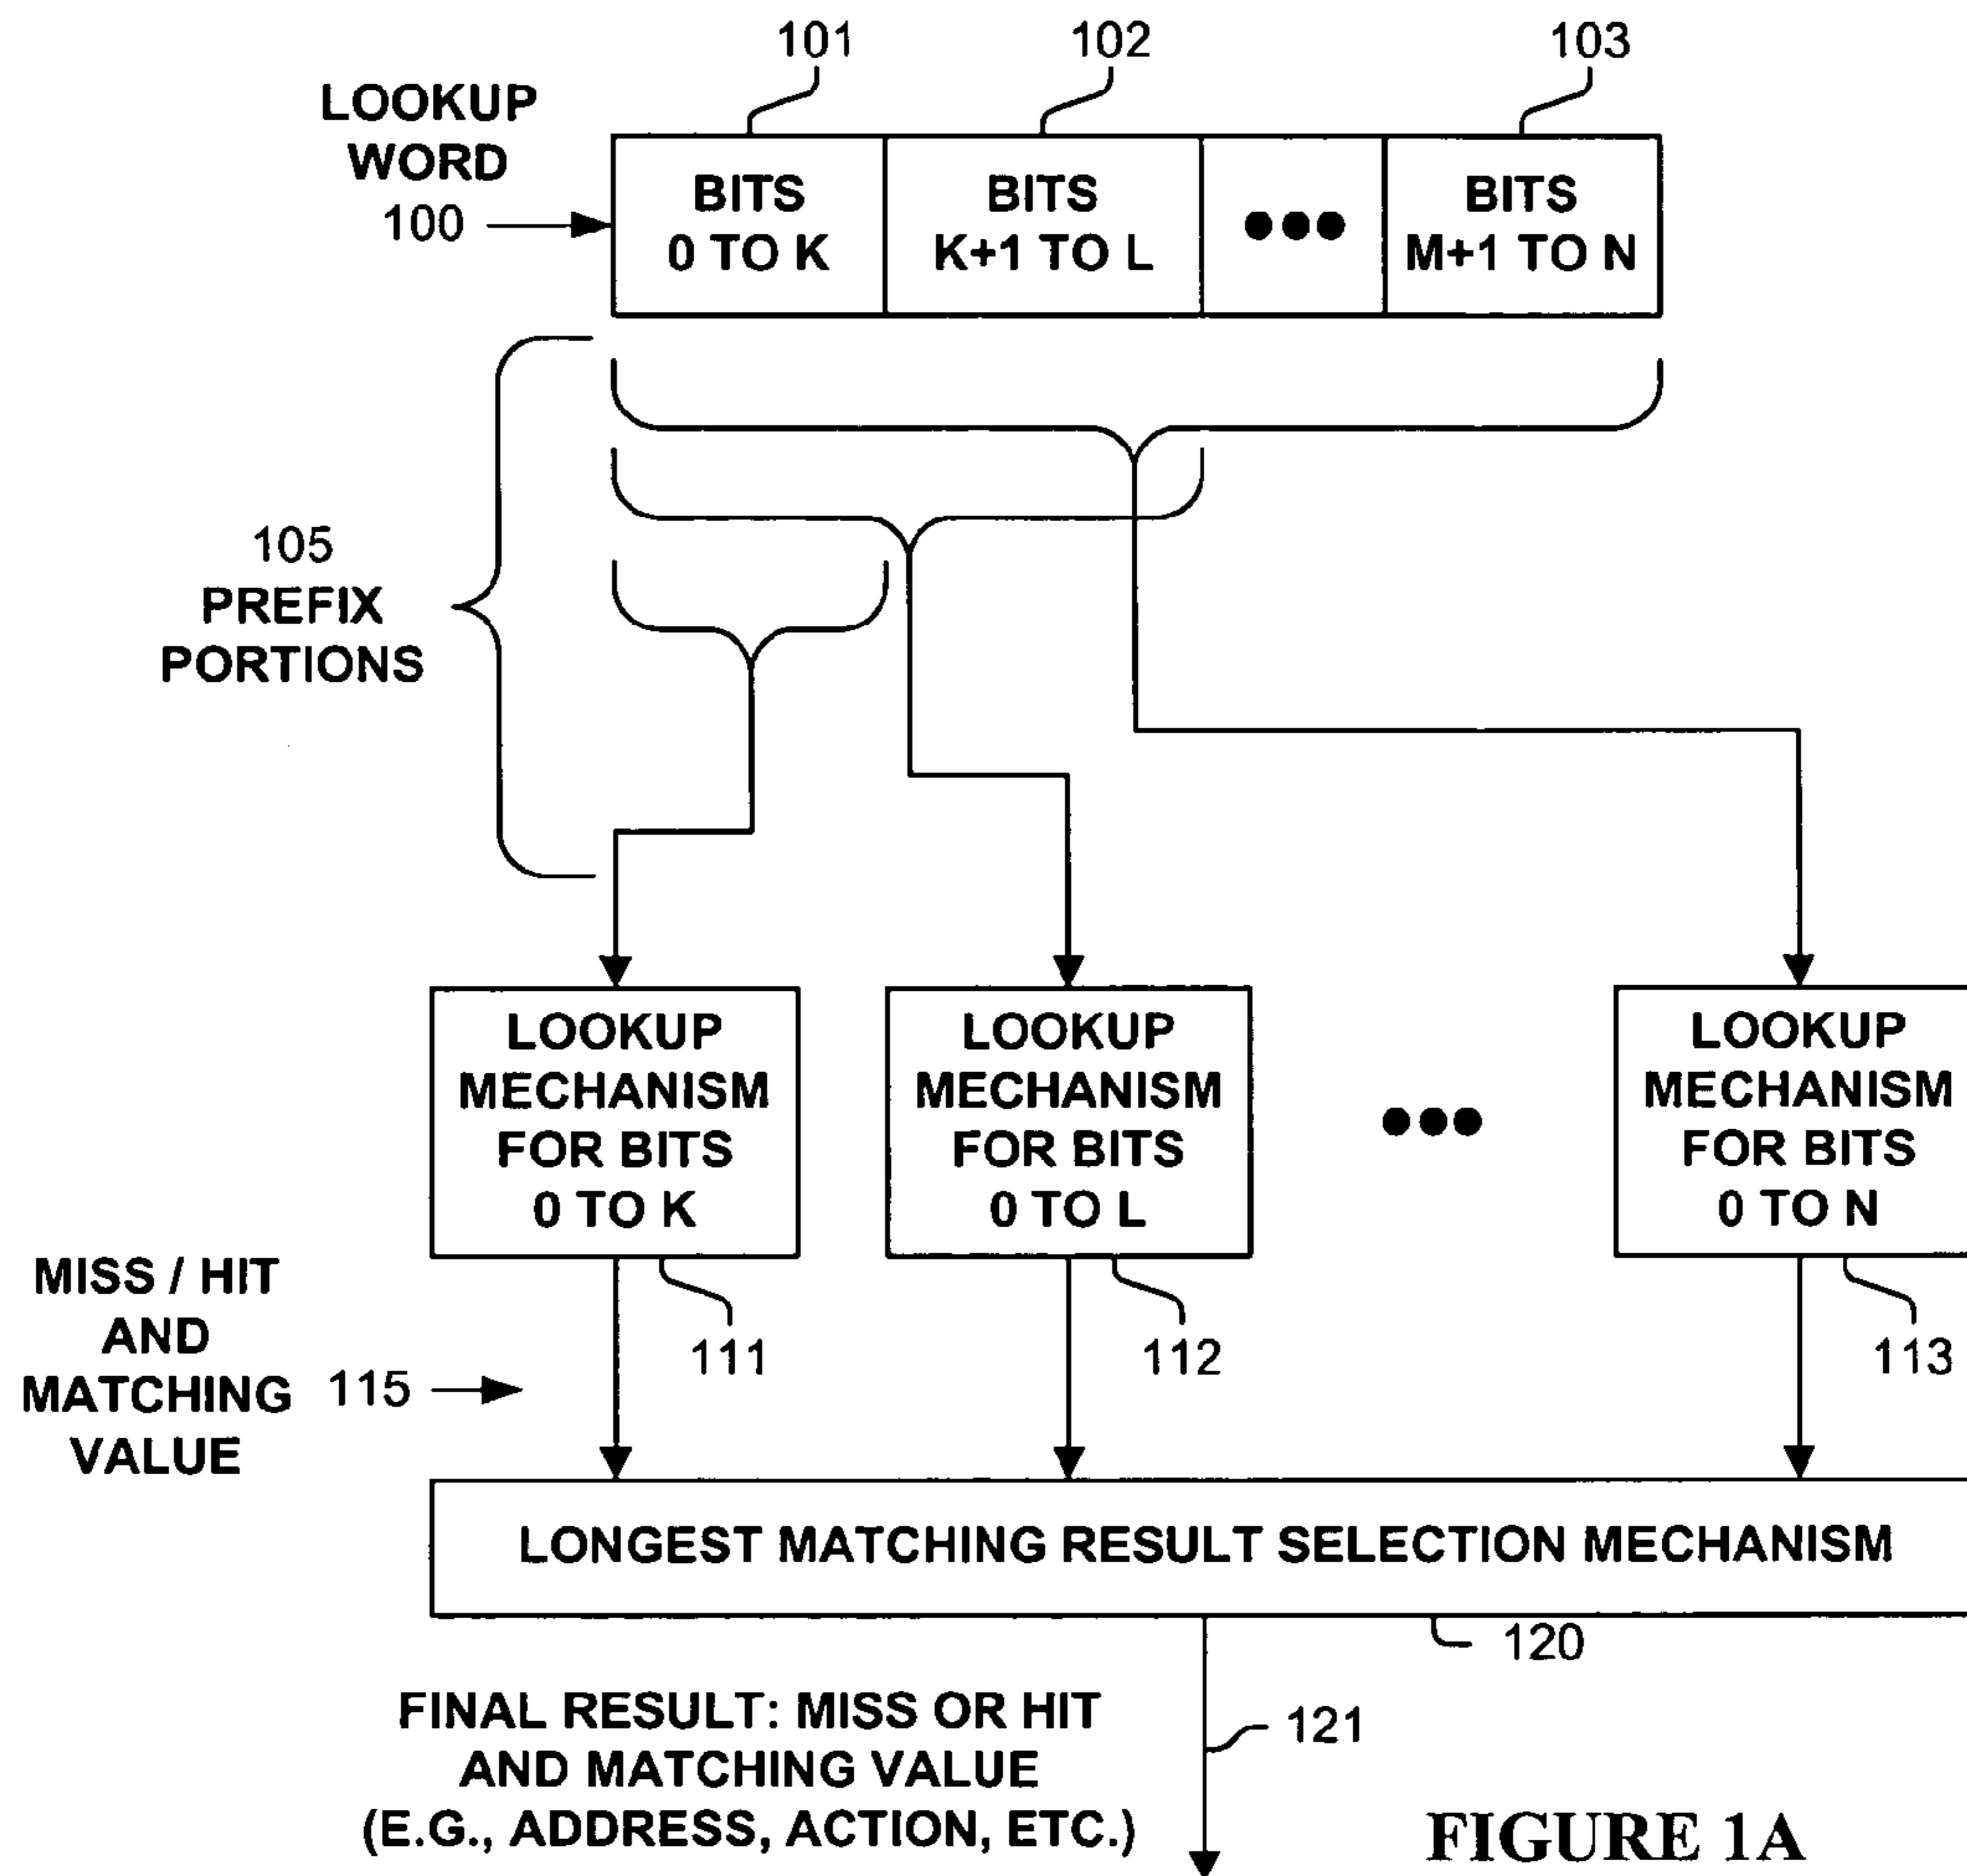 101
102
103
LOOKUP
WORD
100
BITS
0 TO K
BITS
K+1 TO L
●●●
BITS
M+1 TO N
105
PREFIX
PORTIONS
LOOKUP
MECHANISM
FOR BITS
0 TO K
LOOKUP
MECHANISM
FOR BITS
0 TO L
●●●
LOOKUP
MECHANISM
FOR BITS
0 TO N
111
112
113
MISS / HIT
AND
MATCHING
VALUE
115
LONGEST MATCHING RESULT SELECTION MECHANISM
120
FINAL RESULT: MISS OR HIT
AND MATCHING VALUE
(E.G., ADDRESS, ACTION, ETC.)
121
FIGURE 1A